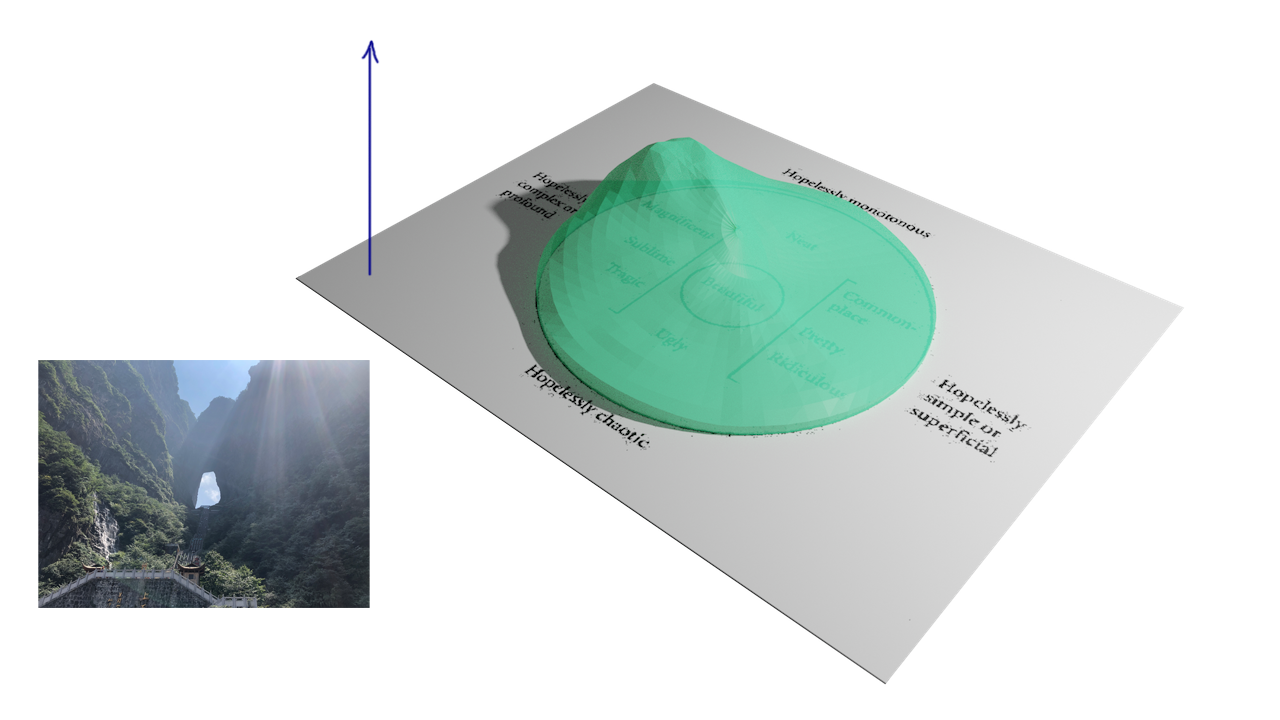 Hopelessly monotonous
Hopelessly
complex or
profound
Magnificent
Neat
Sublime
Tragic
Beautiful
Common-
place
Pretty
Ugly
Ridiculous
Hopelessly chaotic
Hopelessly
simple or
superficial